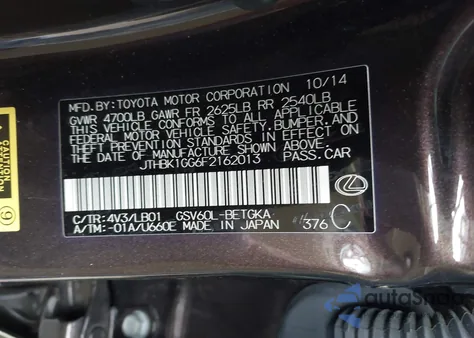 MFD.BY:TOYOTA MOTOR CORPORATION 10/14
GVWR 4700LB GAWR FR 2625LB RR 2540LB
THIS VEHICLE CONFORMS TO ALL APPLICABLE
FEDERAL MOTOR VEHICLE SAFETY, BUMPER, AND
THEFT PREVENTION STANDARDS IN EFFECT ON
THE DATE OF MANUFACTURE SHOWN ABOVE.
JTHBK1GG6F2162013 PASS.CAR
C/TR:4V3/LB01 GSV60L-BETGKA
A/TM:-01A/U660E MADE IN JAPAN 376 C
CAUTION